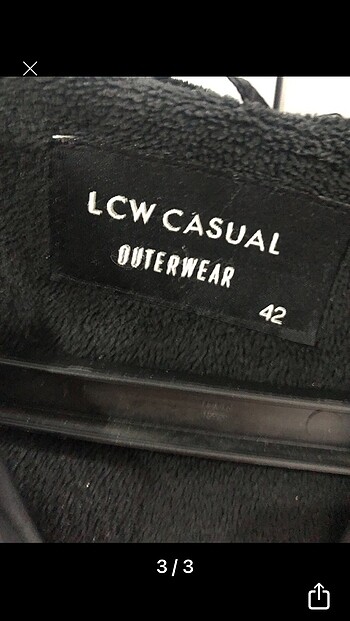 LCW CASUAL
OUTERWEAR
42
3 / 3